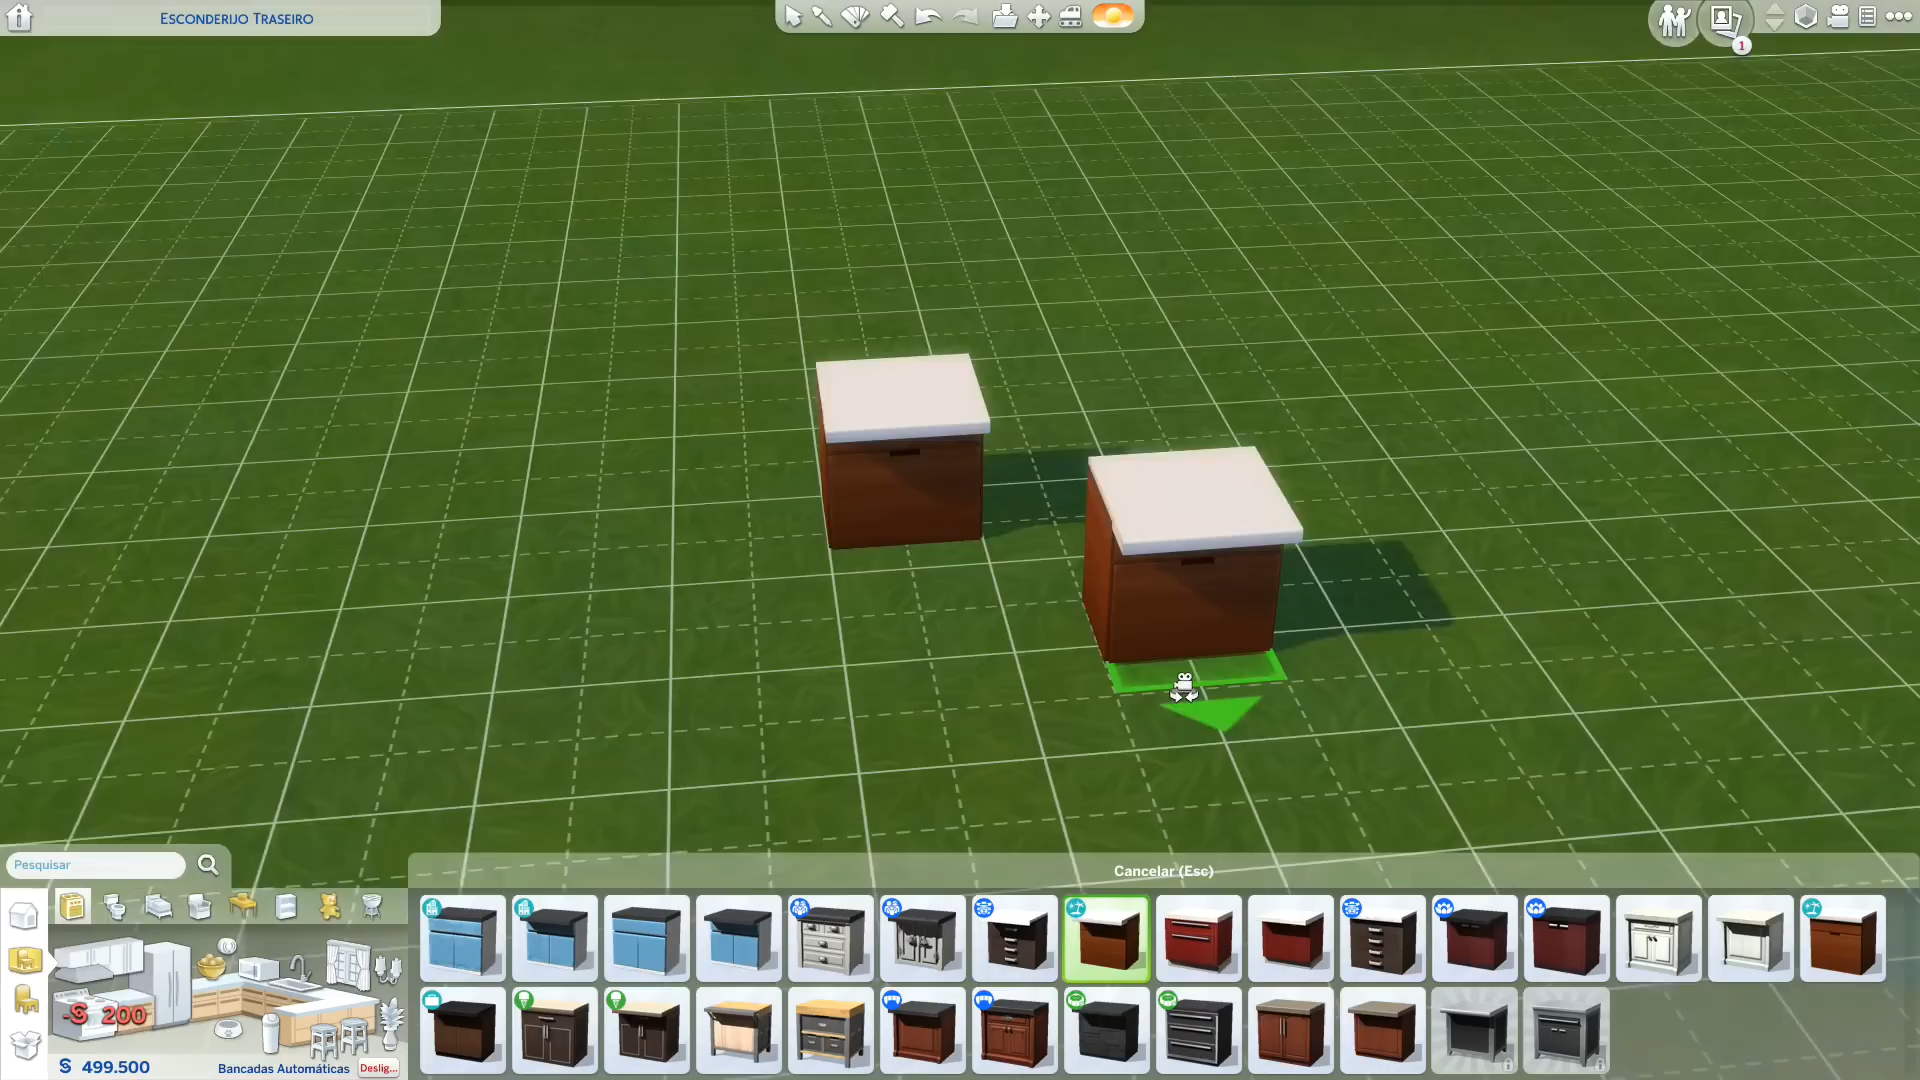 ESCONDERIJO TRASEIRO
1
Cancelar (Esc)
Pesquisar
-§ 200
§ 499.500
Bancadas Automáticas
Deslig...